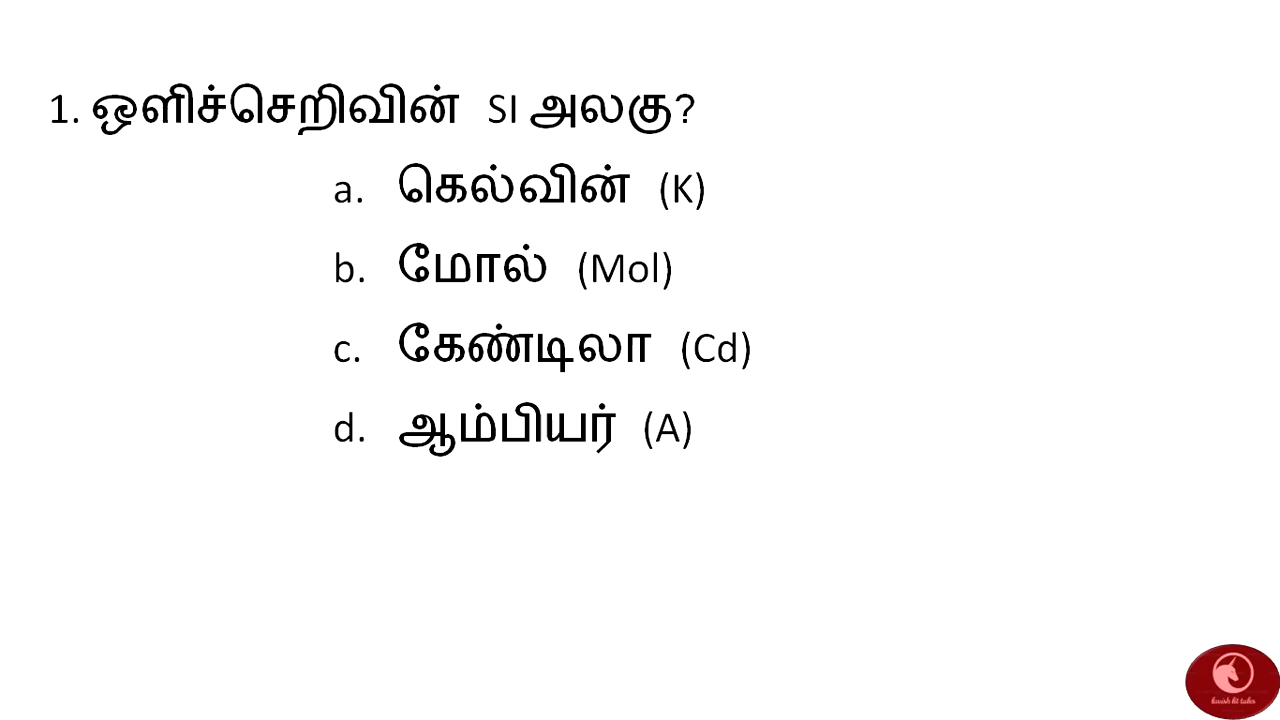 1. ஒளிச்செறிவின் SI அலகு?
a. கெல்வின் (K)
b. மோல் (Mol)
c. கேண்டிலா (Cd)
d. ஆம்பியர் (A)